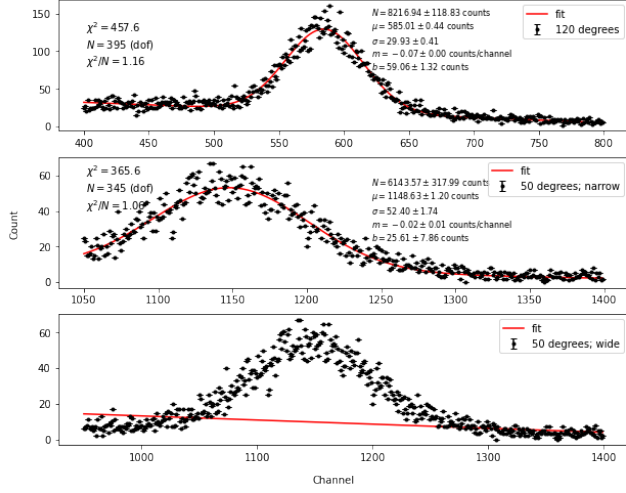 χ² = 457.6
N = 395 (dof)
χ²/N = 1.16
N = 8216.94 ± 118.83 counts
μ = 585.01 ± 0.44 counts
σ = 29.93 ± 0.41
m = −0.07 ± 0.00 counts/channel
b = 59.06 ± 1.32 counts
fit
120 degrees
150
100
50
0
400 450 500 550 600 650 700 750 800
χ² = 365.6
N = 345 (dof)
χ²/N = 1.06
N = 6143.57 ± 317.99 counts
μ = 1148.63 ± 1.20 counts
σ = 52.40 ± 1.74
m = −0.02 ± 0.01 counts/channel
b = 25.61 ± 7.86 counts
fit
50 degrees; narrow
60
40
20
0
Count
1050 1100 1150 1200 1250 1300 1350 1400
fit
50 degrees; wide
60
40
20
0
1000 1100 1200 1300 1400
Channel